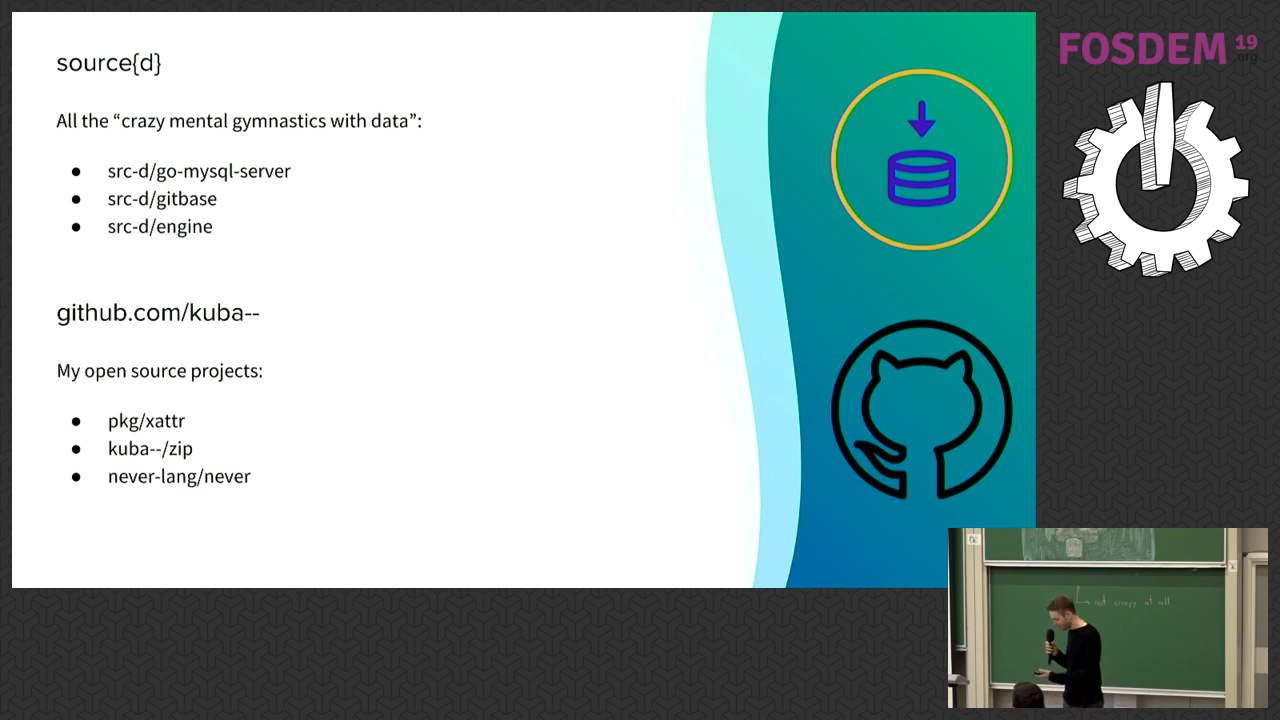 source{d}
All the “crazy mental gymnastics with data”:
● src-d/go-mysql-server
● src-d/gitbase
● src-d/engine
github.com/kuba--
My open source projects:
● pkg/xattr
● kuba--/zip
● never-lang/never
FOSDEM 19
.org
not creepy at all